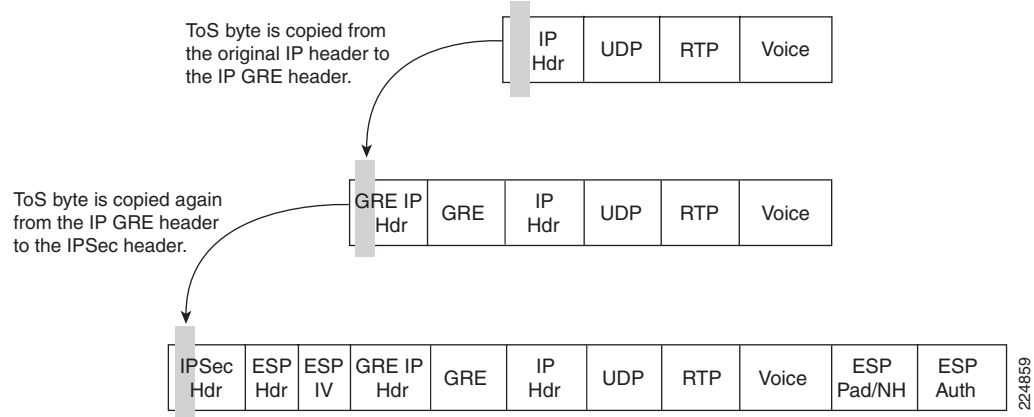 ToS byte is copied from
the original IP header to
the IP GRE header.
IP
Hdr
UDP
RTP
Voice
ToS byte is copied again
from the IP GRE header
to the IPSec header.
GRE IP
Hdr
GRE
IP
Hdr
UDP
RTP
Voice
IPSec
Hdr
ESP
Hdr
ESP
IV
GRE IP
Hdr
GRE
IP
Hdr
UDP
RTP
Voice
ESP
Pad/NH
ESP
Auth
224859